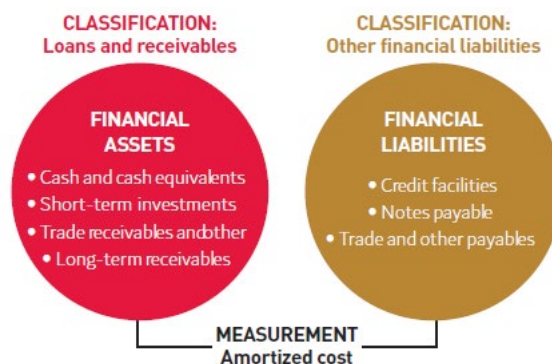 CLASSIFICATION:
Loans and receivables
FINANCIAL
ASSETS
• Cash and cash equivalents
• Short-term investments
• Trade receivables andother
• Long-term receivables
CLASSIFICATION:
Other financial liabilities
FINANCIAL
LIABILITIES
• Credit facilities
• Notes payable
• Trade and other payables
MEASUREMENT
Amortized cost